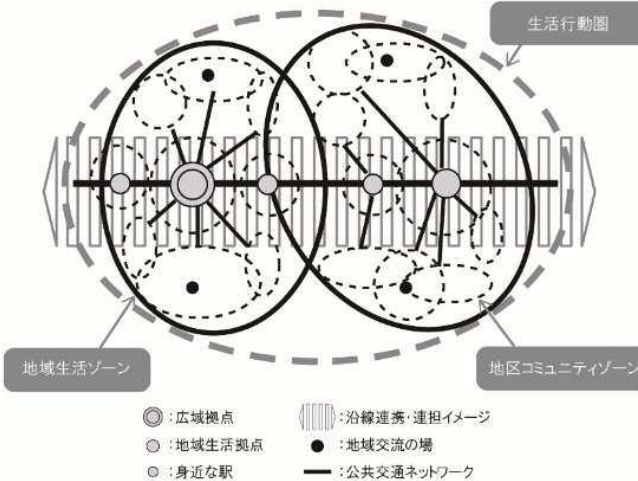 生活行動圏
地域生活ゾーン
地区コミュニティゾーン
:広域拠点
:沿線連携・連担イメージ
:地域生活拠点
:地域交流の場
:身近な駅
:公共交通ネットワーク